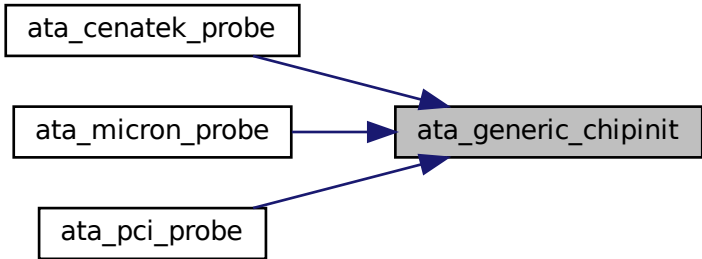 ata_cenatek_probe
ata_micron_probe
ata_generic_chipinit
ata_pci_probe